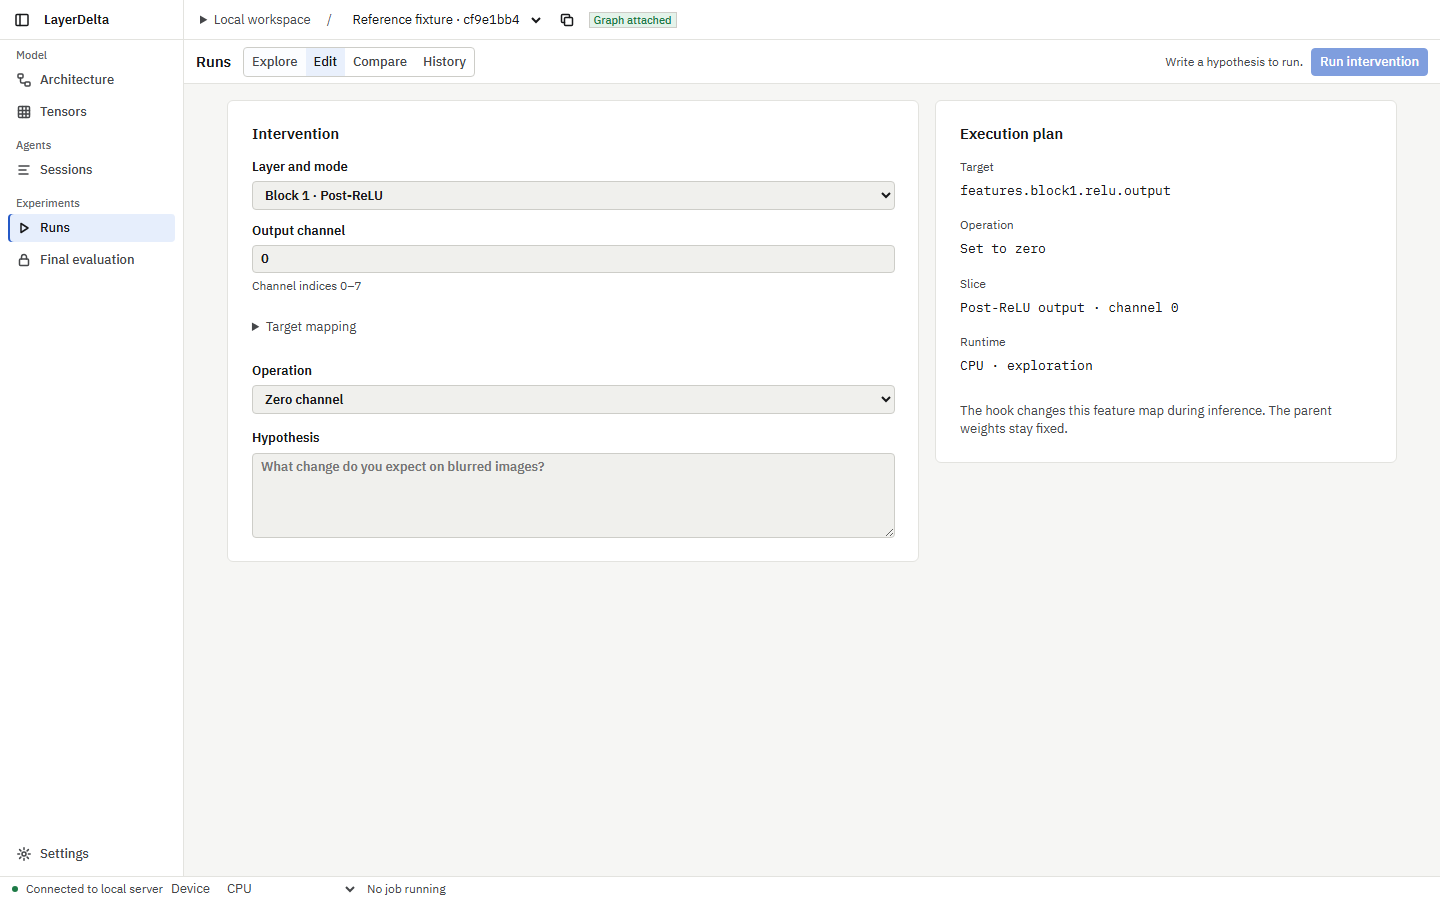 LayerDelta
Local workspace / Reference fixture · cf9e1bb4 Graph attached
Model
Architecture
Tensors
Agents
Sessions
Experiments
Runs
Final evaluation
Settings
Runs Explore Edit Compare History Write a hypothesis to run. Run intervention
Intervention
Layer and mode
Block 1 · Post-ReLU
Output channel
0
Channel indices 0–7
Target mapping
Operation
Zero channel
Hypothesis
What change do you expect on blurred images?
Execution plan
Target
features.block1.relu.output
Operation
Set to zero
Slice
Post-ReLU output · channel 0
Runtime
CPU · exploration
The hook changes this feature map during inference. The parent
weights stay fixed.
Connected to local server Device CPU No job running